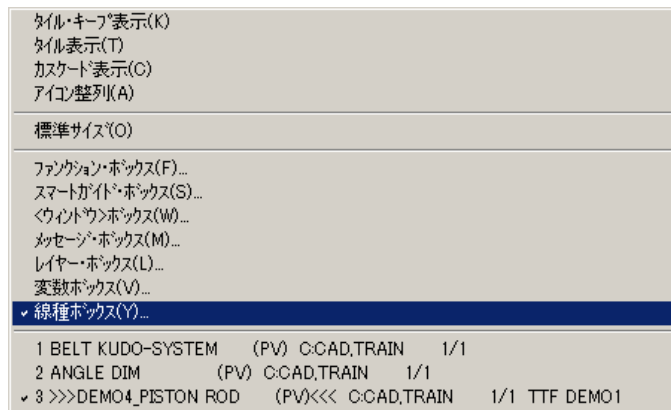 タイル・キープ表示(K)
タイル表示(T)
カスケード表示(C)
アイコン整列(A)
標準サイズ(O)
ファンクション・ボックス(F)...
スマートガイド・ボックス(S)...
<ウィンドウ>ボックス(W)...
メッセージ・ボックス(M)...
レイヤー・ボックス(L)...
変数ボックス(V)...
線種ボックス(Y)...
1 BELT KUDO-SYSTEM (PV) C:CAD,TRAIN 1/1
2 ANGLE DIM (PV) C:CAD,TRAIN 1/1
3 >>>DEMO4_PISTON ROD (PV)<<< C:CAD,TRAIN 1/1 TTF DEMO1